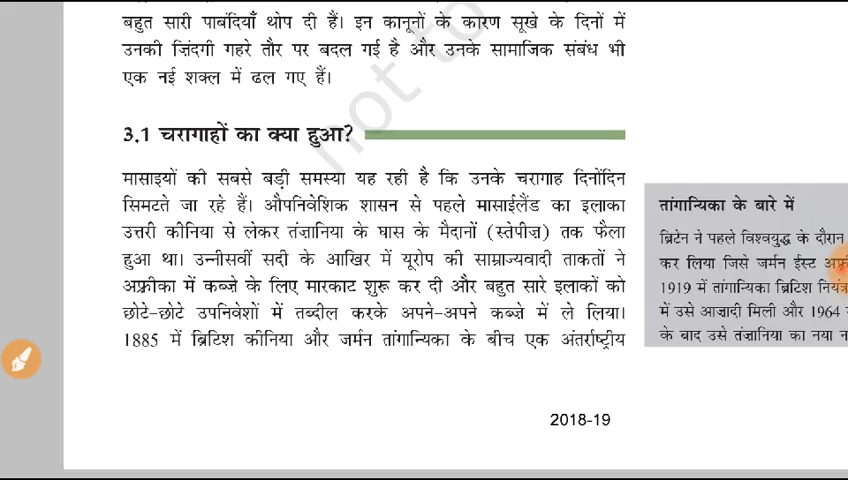 बहुत सारी पाबंदियाँ थोप दी हैं। इन कानूनों के कारण सूखे के दिनों में
उनकी ज़िंदगी गहरे तौर पर बदल गई है और उनके सामाजिक संबंध भी
एक नई शक्ल में ढल गए हैं।
not to
3.1 चरागाहों का क्या हुआ?
मासाइयों की सबसे बड़ी समस्या यह रही है कि उनके चरागाह दिनोंदिन
सिमटते जा रहे हैं। औपनिवेशिक शासन से पहले मासाईलैंड का इलाका
उत्तरी कीनिया से लेकर तंज़ानिया के घास के मैदानों (स्तेपीज़) तक फैला
हुआ था। उन्नीसवीं सदी के आखिर में यूरोप की साम्राज्यवादी ताकतों ने
अफ़्रीका में कब्ज़े के लिए मारकाट शुरू कर दी और बहुत सारे इलाकों को
छोटे-छोटे उपनिवेशों में तब्दील करके अपने-अपने कब्ज़े में ले लिया।
1885 में ब्रिटिश कीनिया और जर्मन तांगान्यिका के बीच एक अंतर्राष्ट्रीय
तांगान्यिका के बारे में
ब्रिटेन ने पहले विश्वयुद्ध के दौरान
कर लिया जिसे जर्मन ईस्ट
1919 में तांगान्यिका ब्रिटिश
में उसे आज़ादी मिली और 1964
के बाद उसे तंज़ानिया का नया
2018-19